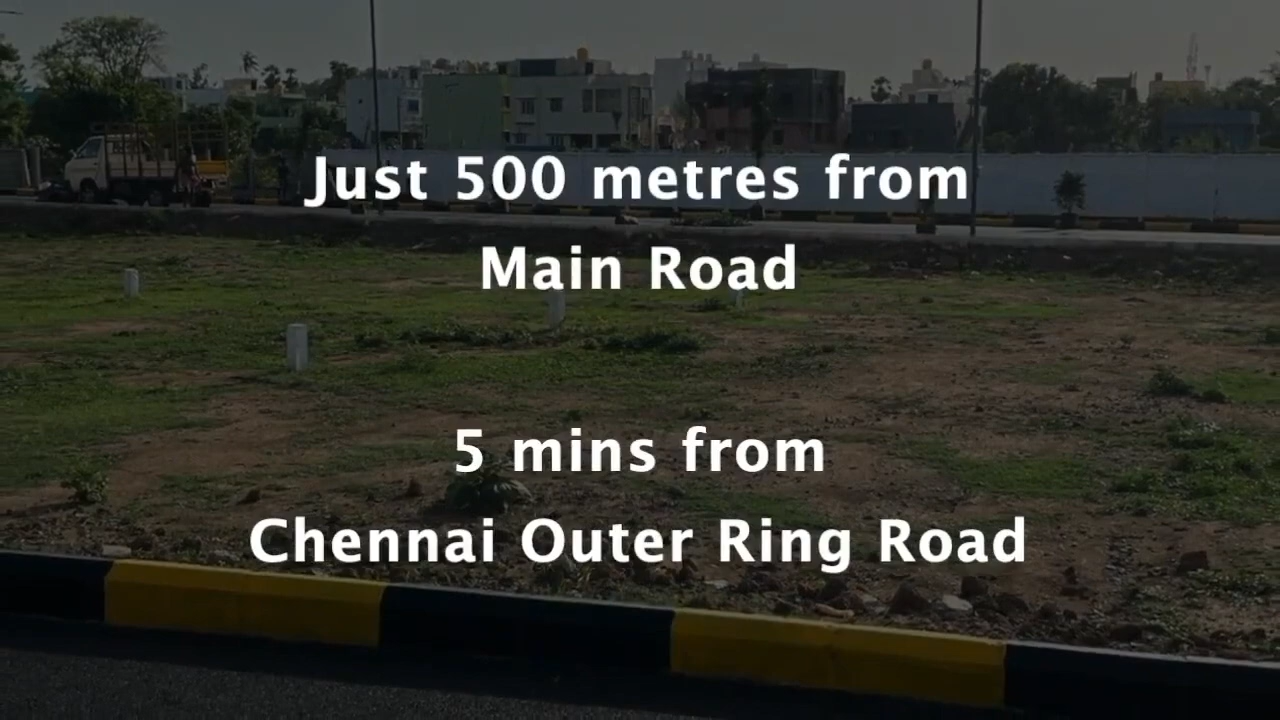 Just 500 metres from
Main Road
5 mins from
Chennai Outer Ring Road